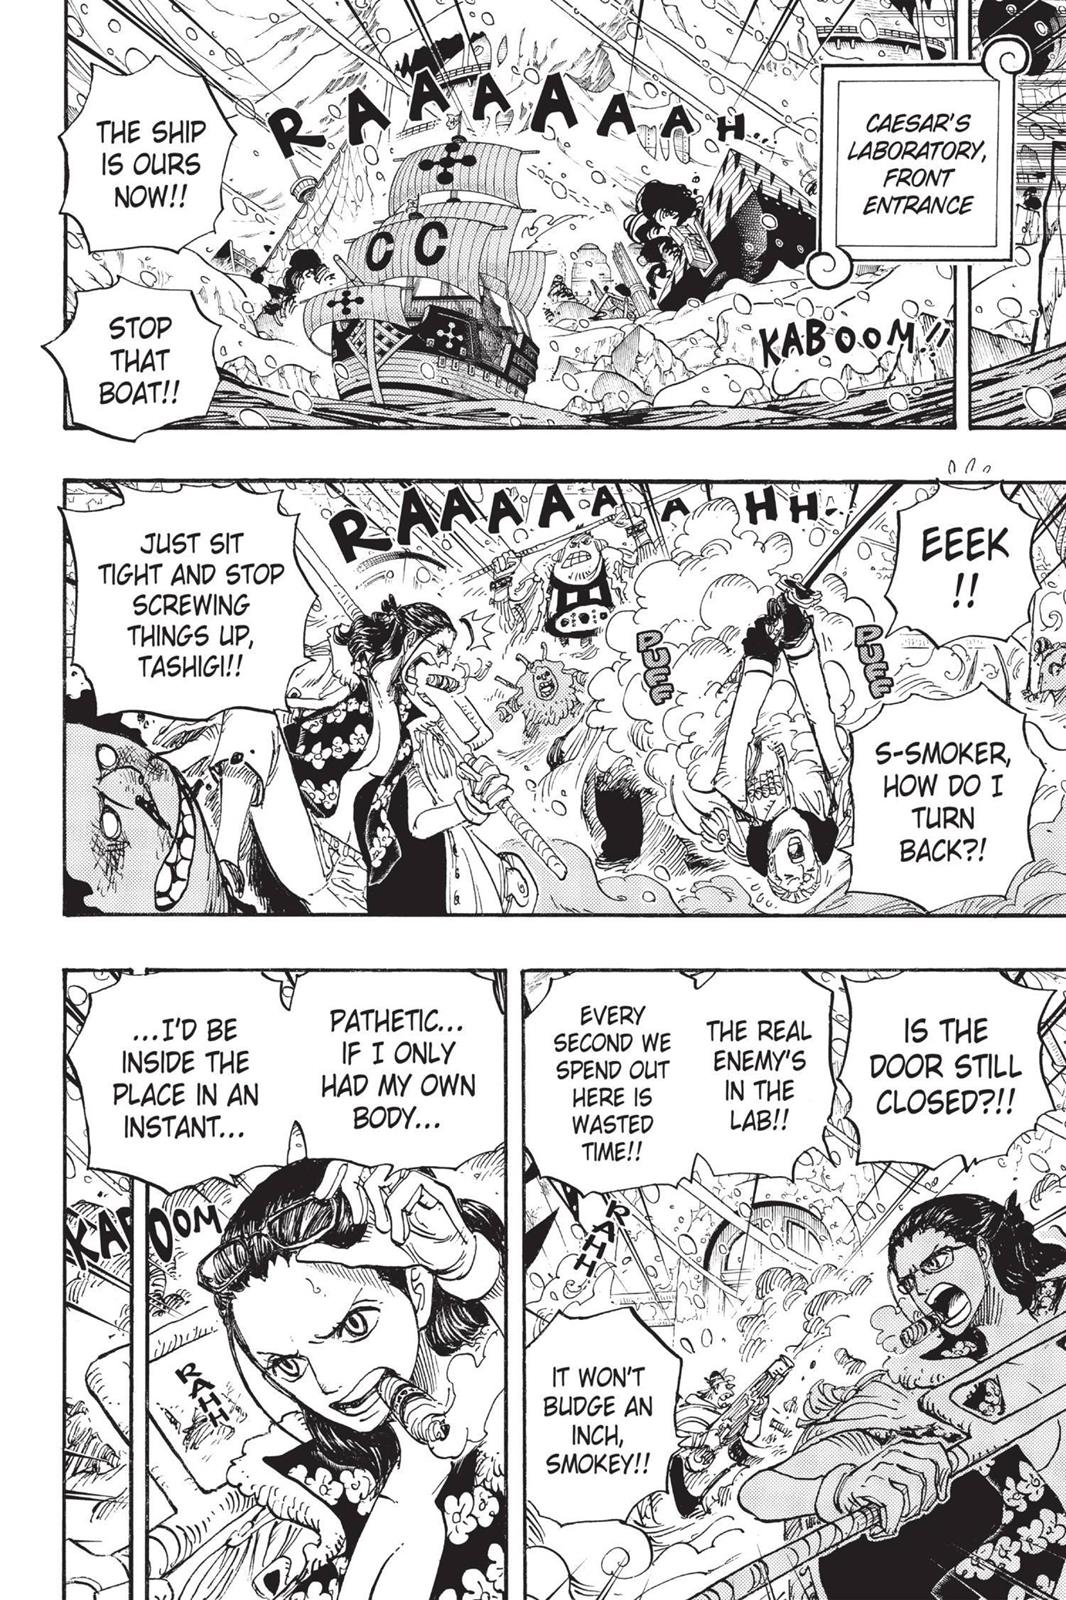 CAESAR'S
LABORATORY,
FRONT
ENTRANCE
RAAAAAAAH...
KABOOM!!
THE SHIP
IS OURS
NOW!!
CC
STOP
THAT
BOAT!!
EEEK
!!
RAAAAAAHHH...
PUFF
PUFF
S-SMOKER,
HOW DO I
TURN
BACK?!
JUST SIT
TIGHT AND STOP
SCREWING
THINGS UP,
TASHIGI!!
IS THE
DOOR STILL
CLOSED?!!
THE REAL
ENEMY'S
IN THE
LAB!!
EVERY
SECOND WE
SPEND OUT
HERE IS
WASTED
TIME!!
RAHH
IT WON'T
BUDGE AN
INCH,
SMOKEY!!
PATHETIC...
IF I ONLY
HAD MY OWN
BODY...
...I'D BE
INSIDE THE
PLACE IN AN
INSTANT...
KABOOM
RAHH